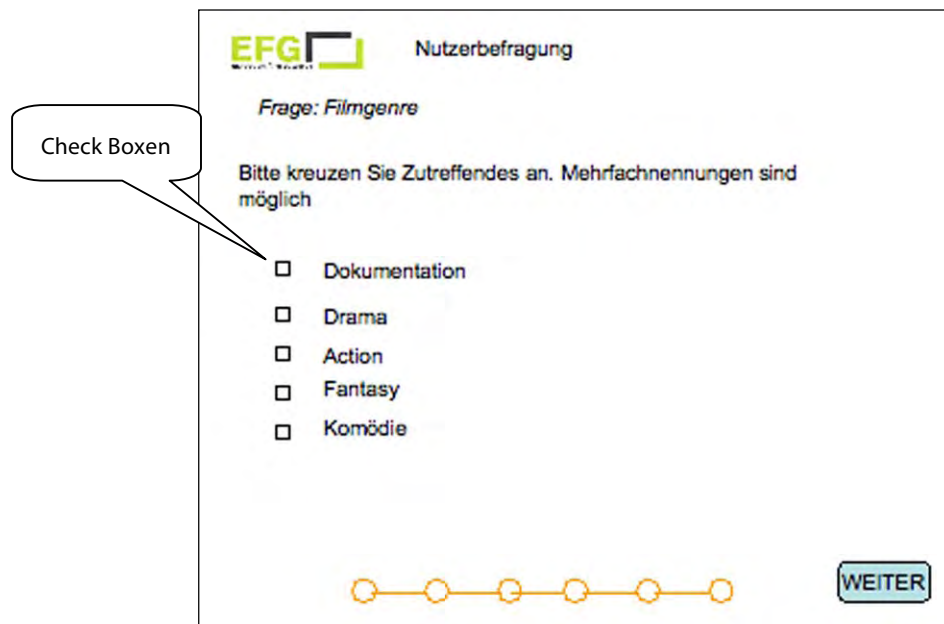 EFG
Nutzerbefragung
Frage: Filmgenre
Check Boxen
Bitte kreuzen Sie Zutreffendes an. Mehrfachnennungen sind
möglich
Dokumentation
Drama
Action
Fantasy
Komödie
WEITER